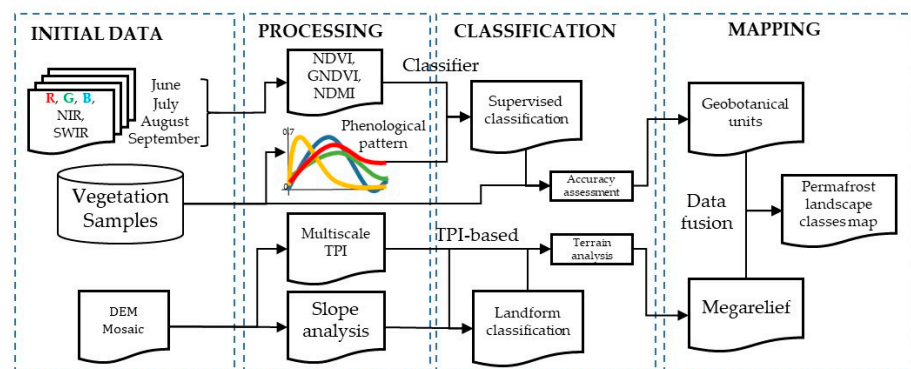 INITIAL DATA
PROCESSING
CLASSIFICATION
MAPPING
R, G, B,
NIR,
SWIR
June
July
August
September
NDVI,
GNDVI,
NDMI
Classifier
Supervised
classification
Geobotanical
units
0.7
Phenological
pattern
0
Vegetation
Samples
Accuracy
assessment
Data
fusion
Permafrost
landscape
classes map
Multiscale
TPI
TPI-based
Terrain
analysis
DEM
Mosaic
Slope
analysis
Landform
classification
Megarelief